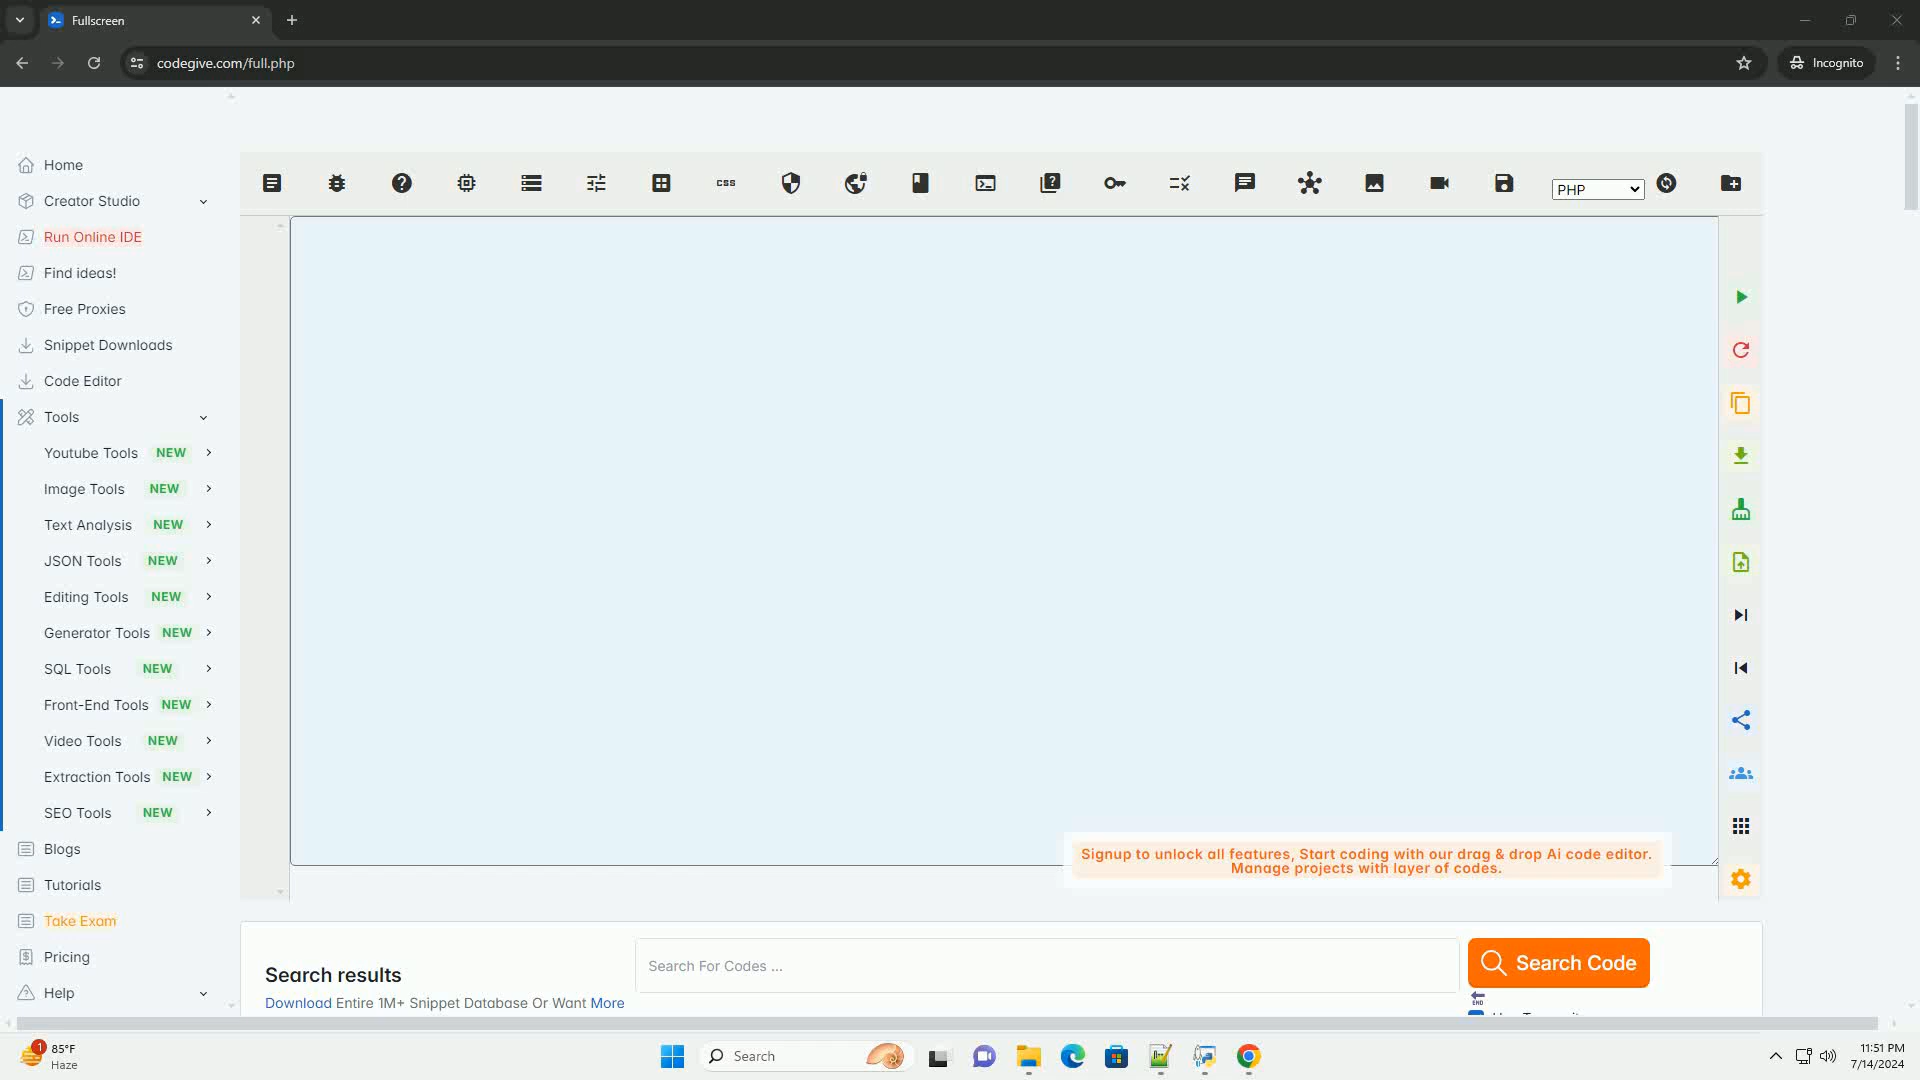 Fullscreen
codegive.com/full.php
Incognito
Home
Creator Studio
Run Online IDE
Find ideas!
Free Proxies
Snippet Downloads
Code Editor
Tools
Youtube Tools NEW
Image Tools NEW
Text Analysis NEW
JSON Tools NEW
Editing Tools NEW
Generator Tools NEW
SQL Tools NEW
Front-End Tools NEW
Video Tools NEW
Extraction Tools NEW
SEO Tools NEW
Blogs
Tutorials
Take Exam
Pricing
Help
css
PHP
Signup to unlock all features, Start coding with our drag & drop Ai code editor.
Manage projects with layer of codes.
Search results
Download Entire 1M+ Snippet Database Or Want More
Search For Codes ...
Search Code
END
1
85°F
Haze
Search
11:51 PM
7/14/2024